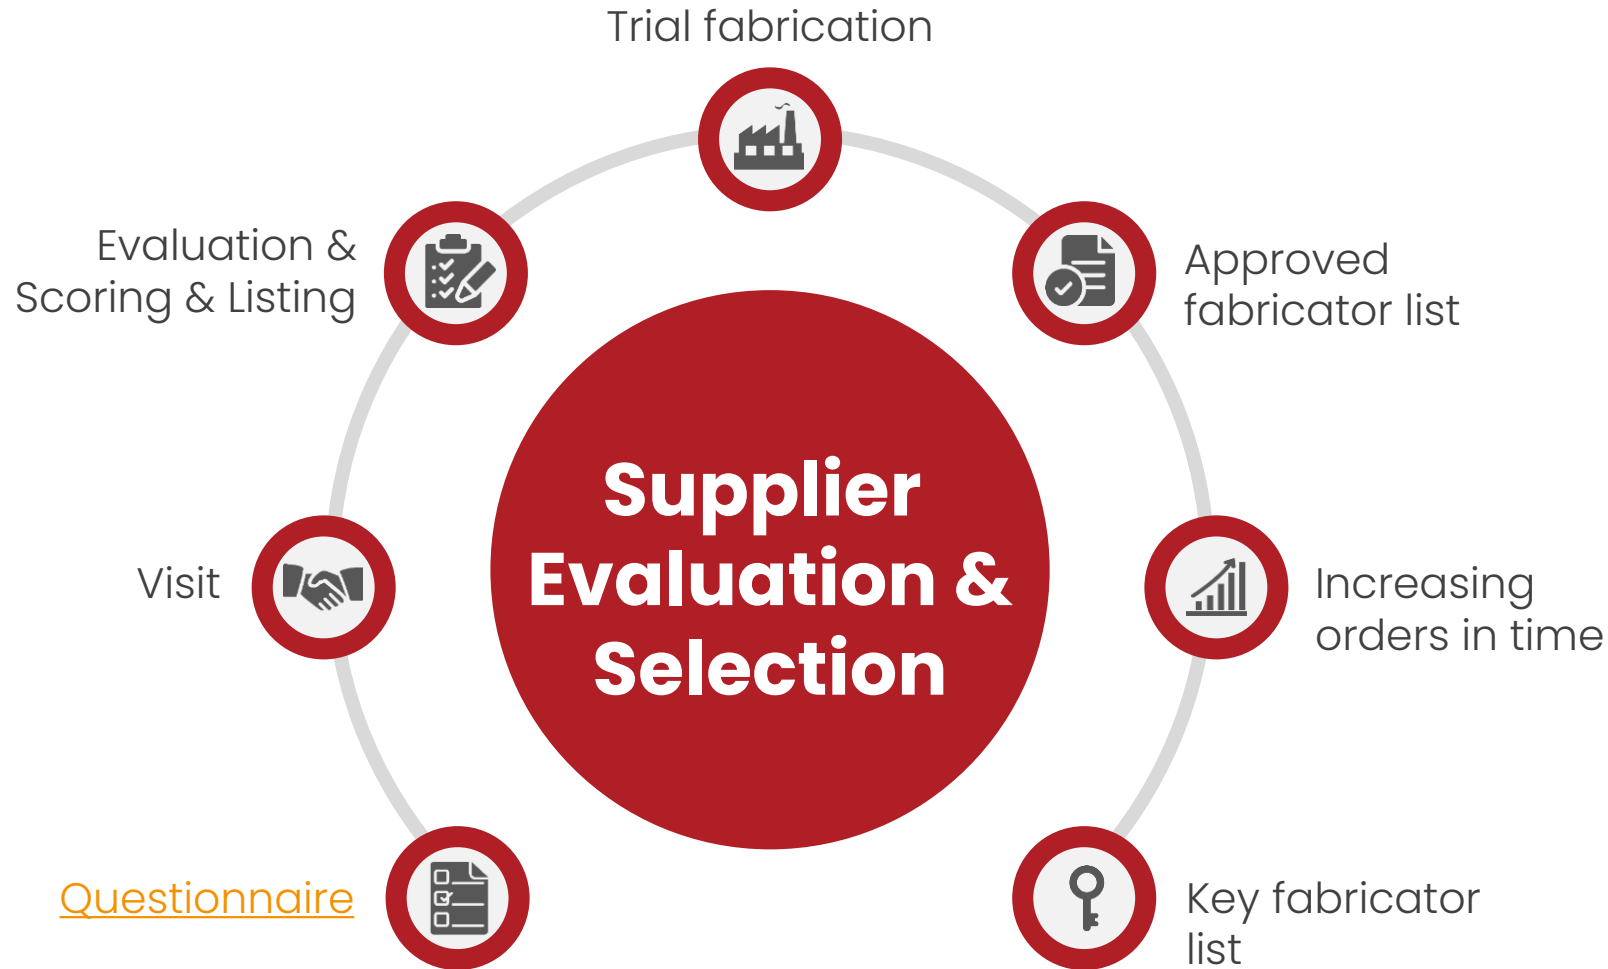 Trial fabrication
Evaluation &
Scoring & Listing
Approved
fabricator list
Supplier
Evaluation &
Selection
Visit
Increasing
orders in time
Questionnaire
Key fabricator
list